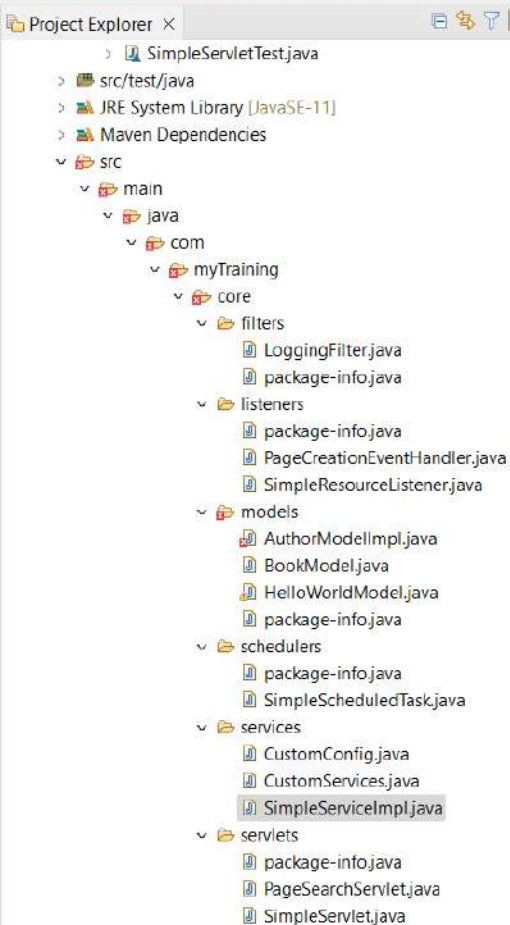 Project Explorer ×
SimpleServletTest.java
src/test/java
JRE System Library [JavaSE-11]
Maven Dependencies
src
main
java
com
myTraining
core
filters
LoggingFilter.java
package-info.java
listeners
package-info.java
PageCreationEventHandler.java
SimpleResourceListener.java
models
AuthorModelImpl.java
BookModel.java
HelloWorldModel.java
package-info.java
schedulers
package-info.java
SimpleScheduledTask.java
services
CustomConfig.java
CustomServices.java
SimpleServiceImpl.java
servlets
package-info.java
PageSearchServlet.java
SimpleServlet.java